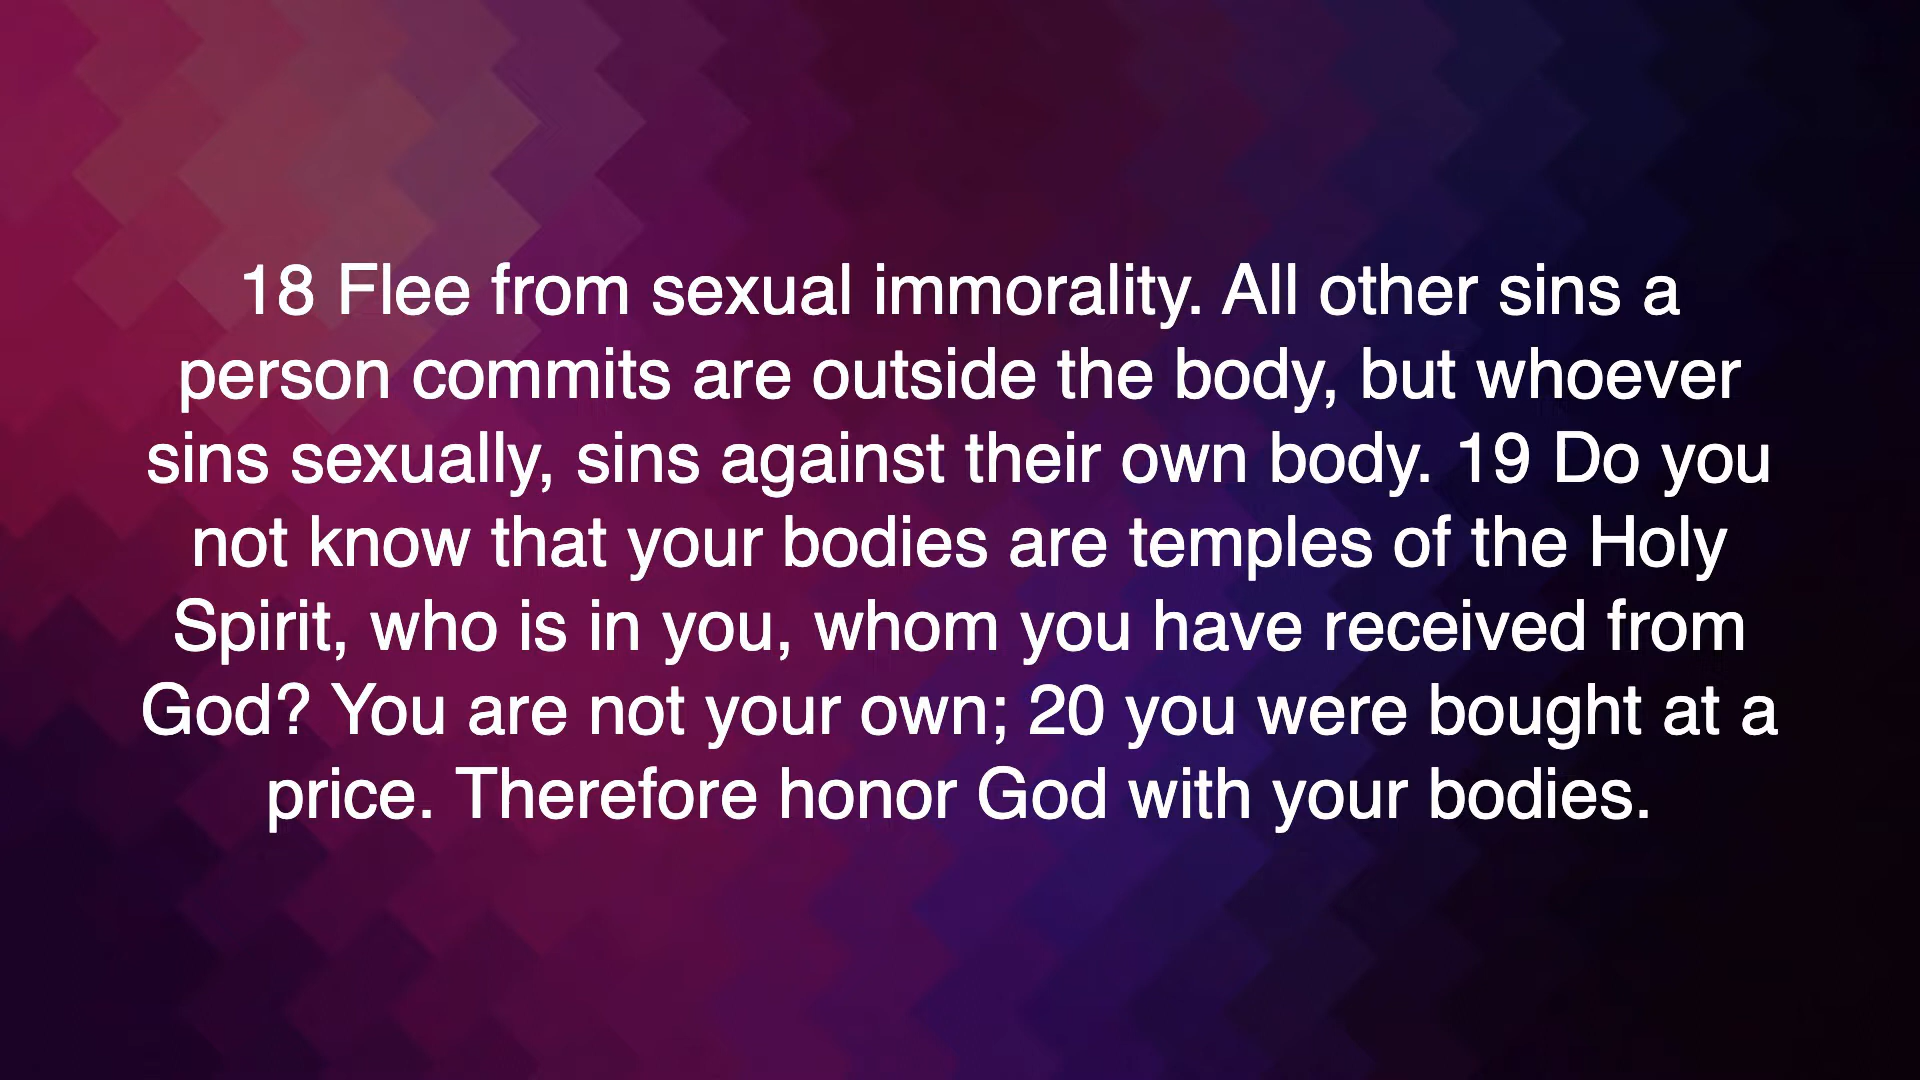 18 Flee from sexual immorality. All other sins a
person commits are outside the body, but whoever
sins sexually, sins against their own body. 19 Do you
not know that your bodies are temples of the Holy
Spirit, who is in you, whom you have received from
God? You are not your own; 20 you were bought at a
price. Therefore honor God with your bodies.